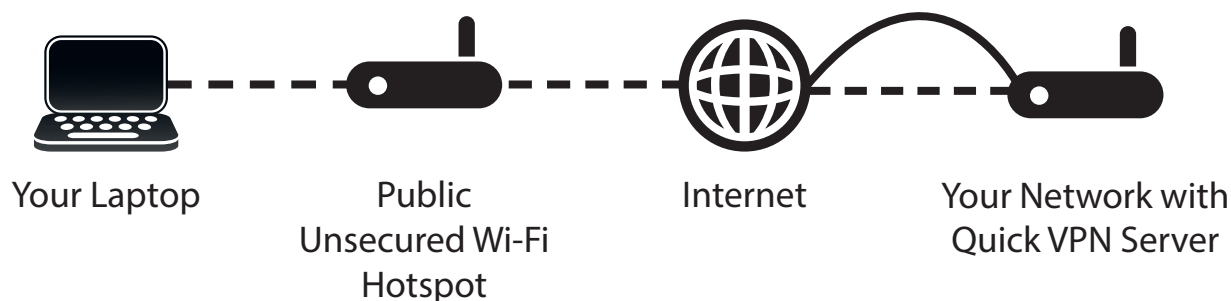 Your Laptop
Public
Unsecured Wi-Fi
Hotspot
Internet
Your Network with
Quick VPN Server